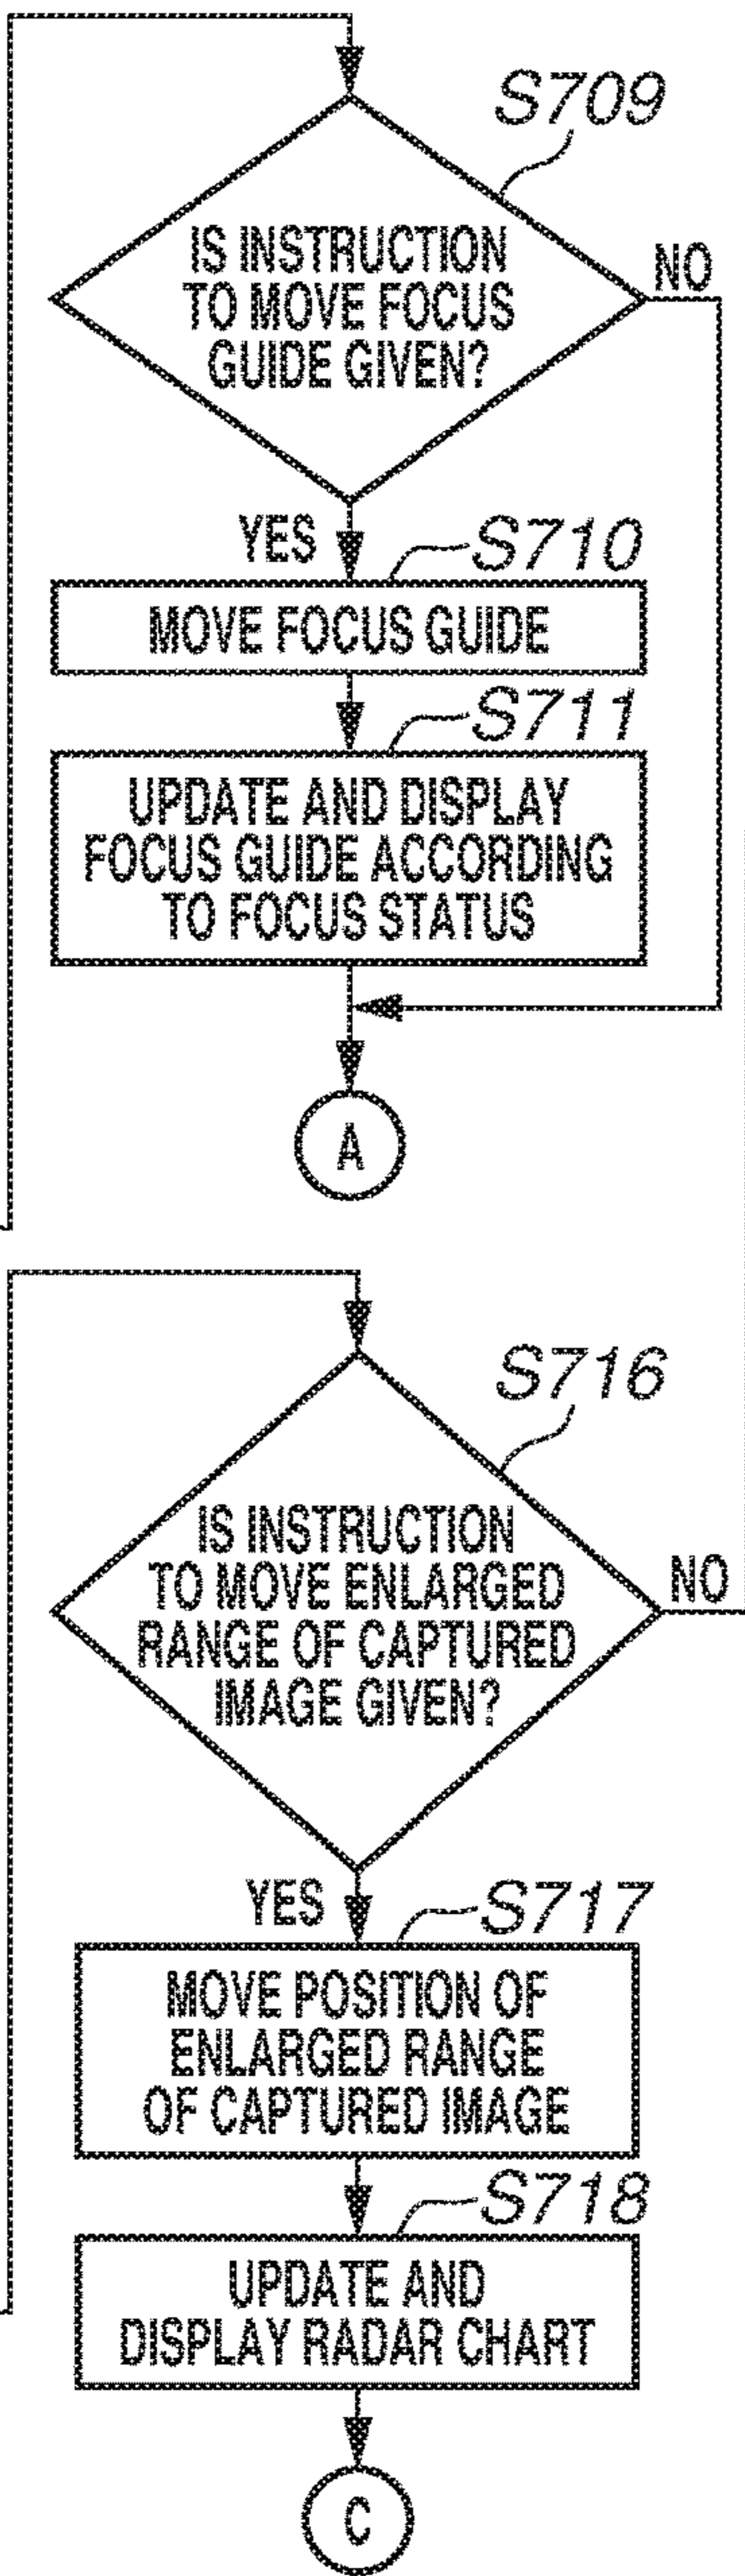 S709
IS INSTRUCTION
TO MOVE FOCUS
GUIDE GIVEN?
NO
YES
S710
MOVE FOCUS GUIDE
S711
UPDATE AND DISPLAY
FOCUS GUIDE ACCORDING
TO FOCUS STATUS
A
S716
IS INSTRUCTION
TO MOVE ENLARGED
RANGE OF CAPTURED
IMAGE GIVEN?
NO
YES
S717
MOVE POSITION OF
ENLARGED RANGE
OF CAPTURED IMAGE
S718
UPDATE AND
DISPLAY RADAR CHART
C